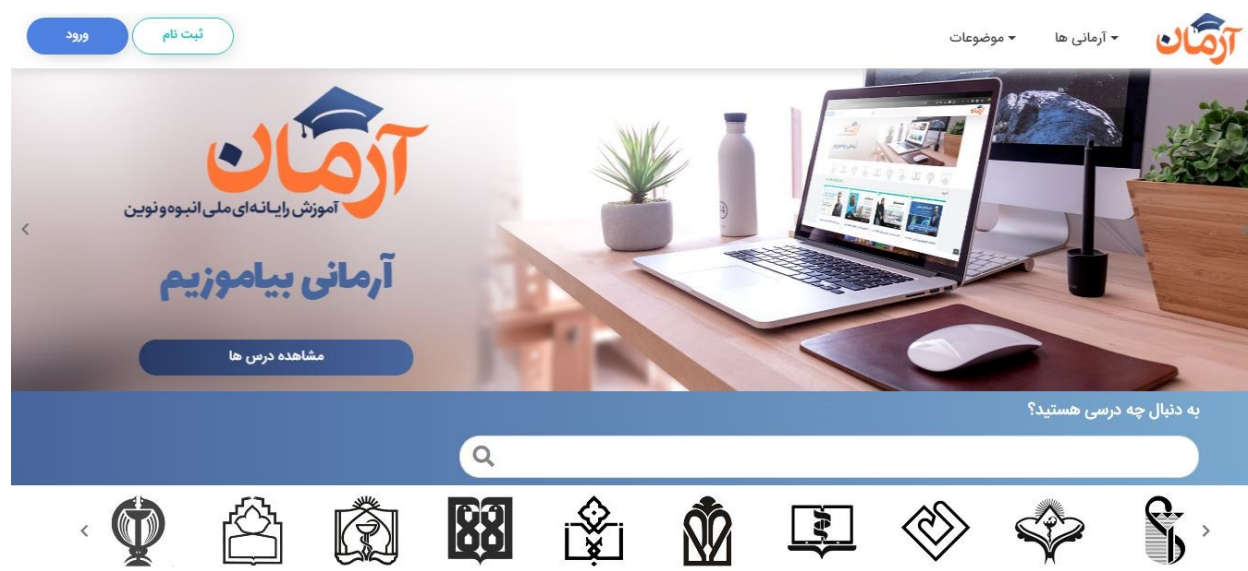 آرمان
آرمانی ها
موضوعات
ثبت نام
ورود
آرمان
آموزش رایانه‌ای ملی انبوه و نوین
آرمانی بیاموزیم
مشاهده درس ها
به دنبال چه درسی هستید؟